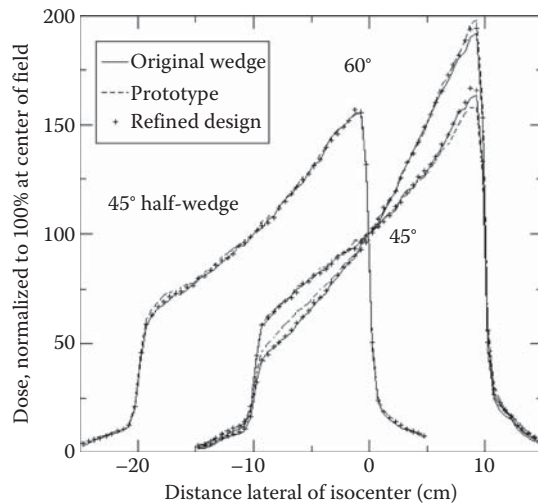 200
150
100
50
0
Dose, normalized to 100% at center of field
Original wedge
Prototype
Refined design
60°
45° half-wedge
45°
−20
−10
0
10
Distance lateral of isocenter (cm)